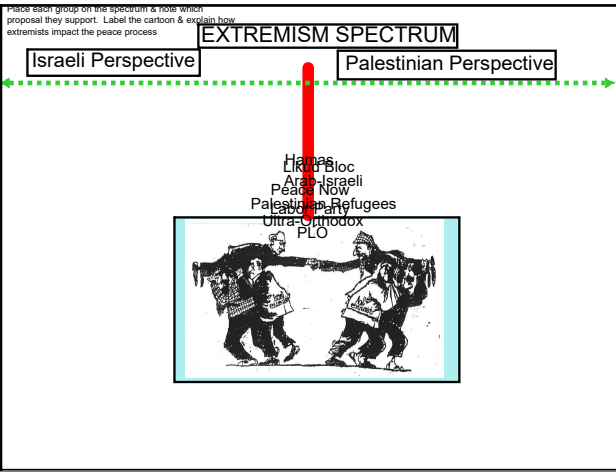 Place each group on the spectrum & note which
proposal they support. Label the cartoon & explain how
extremists impact the peace process
EXTREMISM SPECTRUM
Israeli Perspective
Palestinian Perspective
Hamas
Likud Bloc
Arab-Israeli
Peace Now
Palestinian Refugees
Labor Party
Ultra-Orthodox
PLO